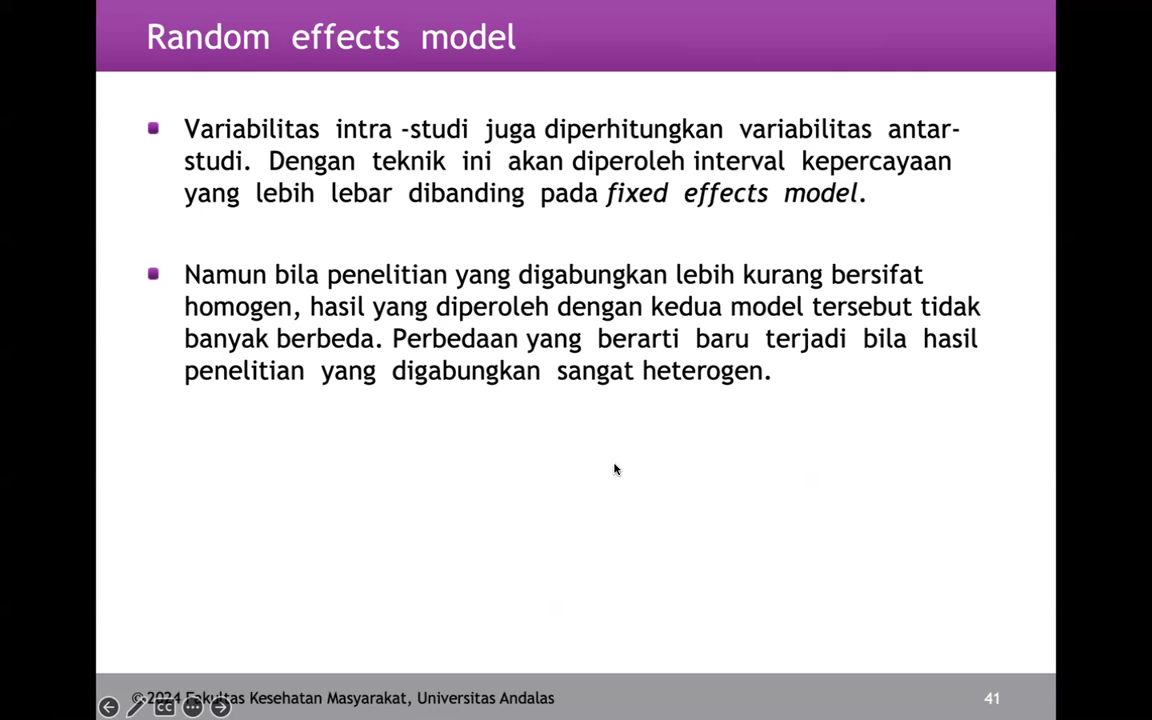 Random effects model
Variabilitas intra -studi juga diperhitungkan variabilitas antar-
studi. Dengan teknik ini akan diperoleh interval kepercayaan
yang lebih lebar dibanding pada fixed effects model.
Namun bila penelitian yang digabungkan lebih kurang bersifat
homogen, hasil yang diperoleh dengan kedua model tersebut tidak
banyak berbeda. Perbedaan yang berarti baru terjadi bila hasil
penelitian yang digabungkan sangat heterogen.
©2024 Fakultas Kesehatan Masyarakat, Universitas Andalas
41
CC